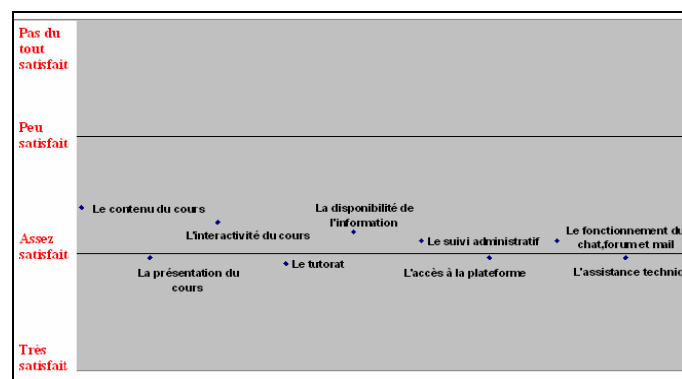 Pas du
tout
satisfait
Peu
satisfait
Assez
satisfait
Très
satisfait
Le contenu du cours
La présentation du
cours
L'interactivité du cours
Le tutorat
La disponibilité de
l'information
Le suivi administratif
L'accès à la plateforme
Le fonctionnement du
chat,forum et mail
L'assistance techniq